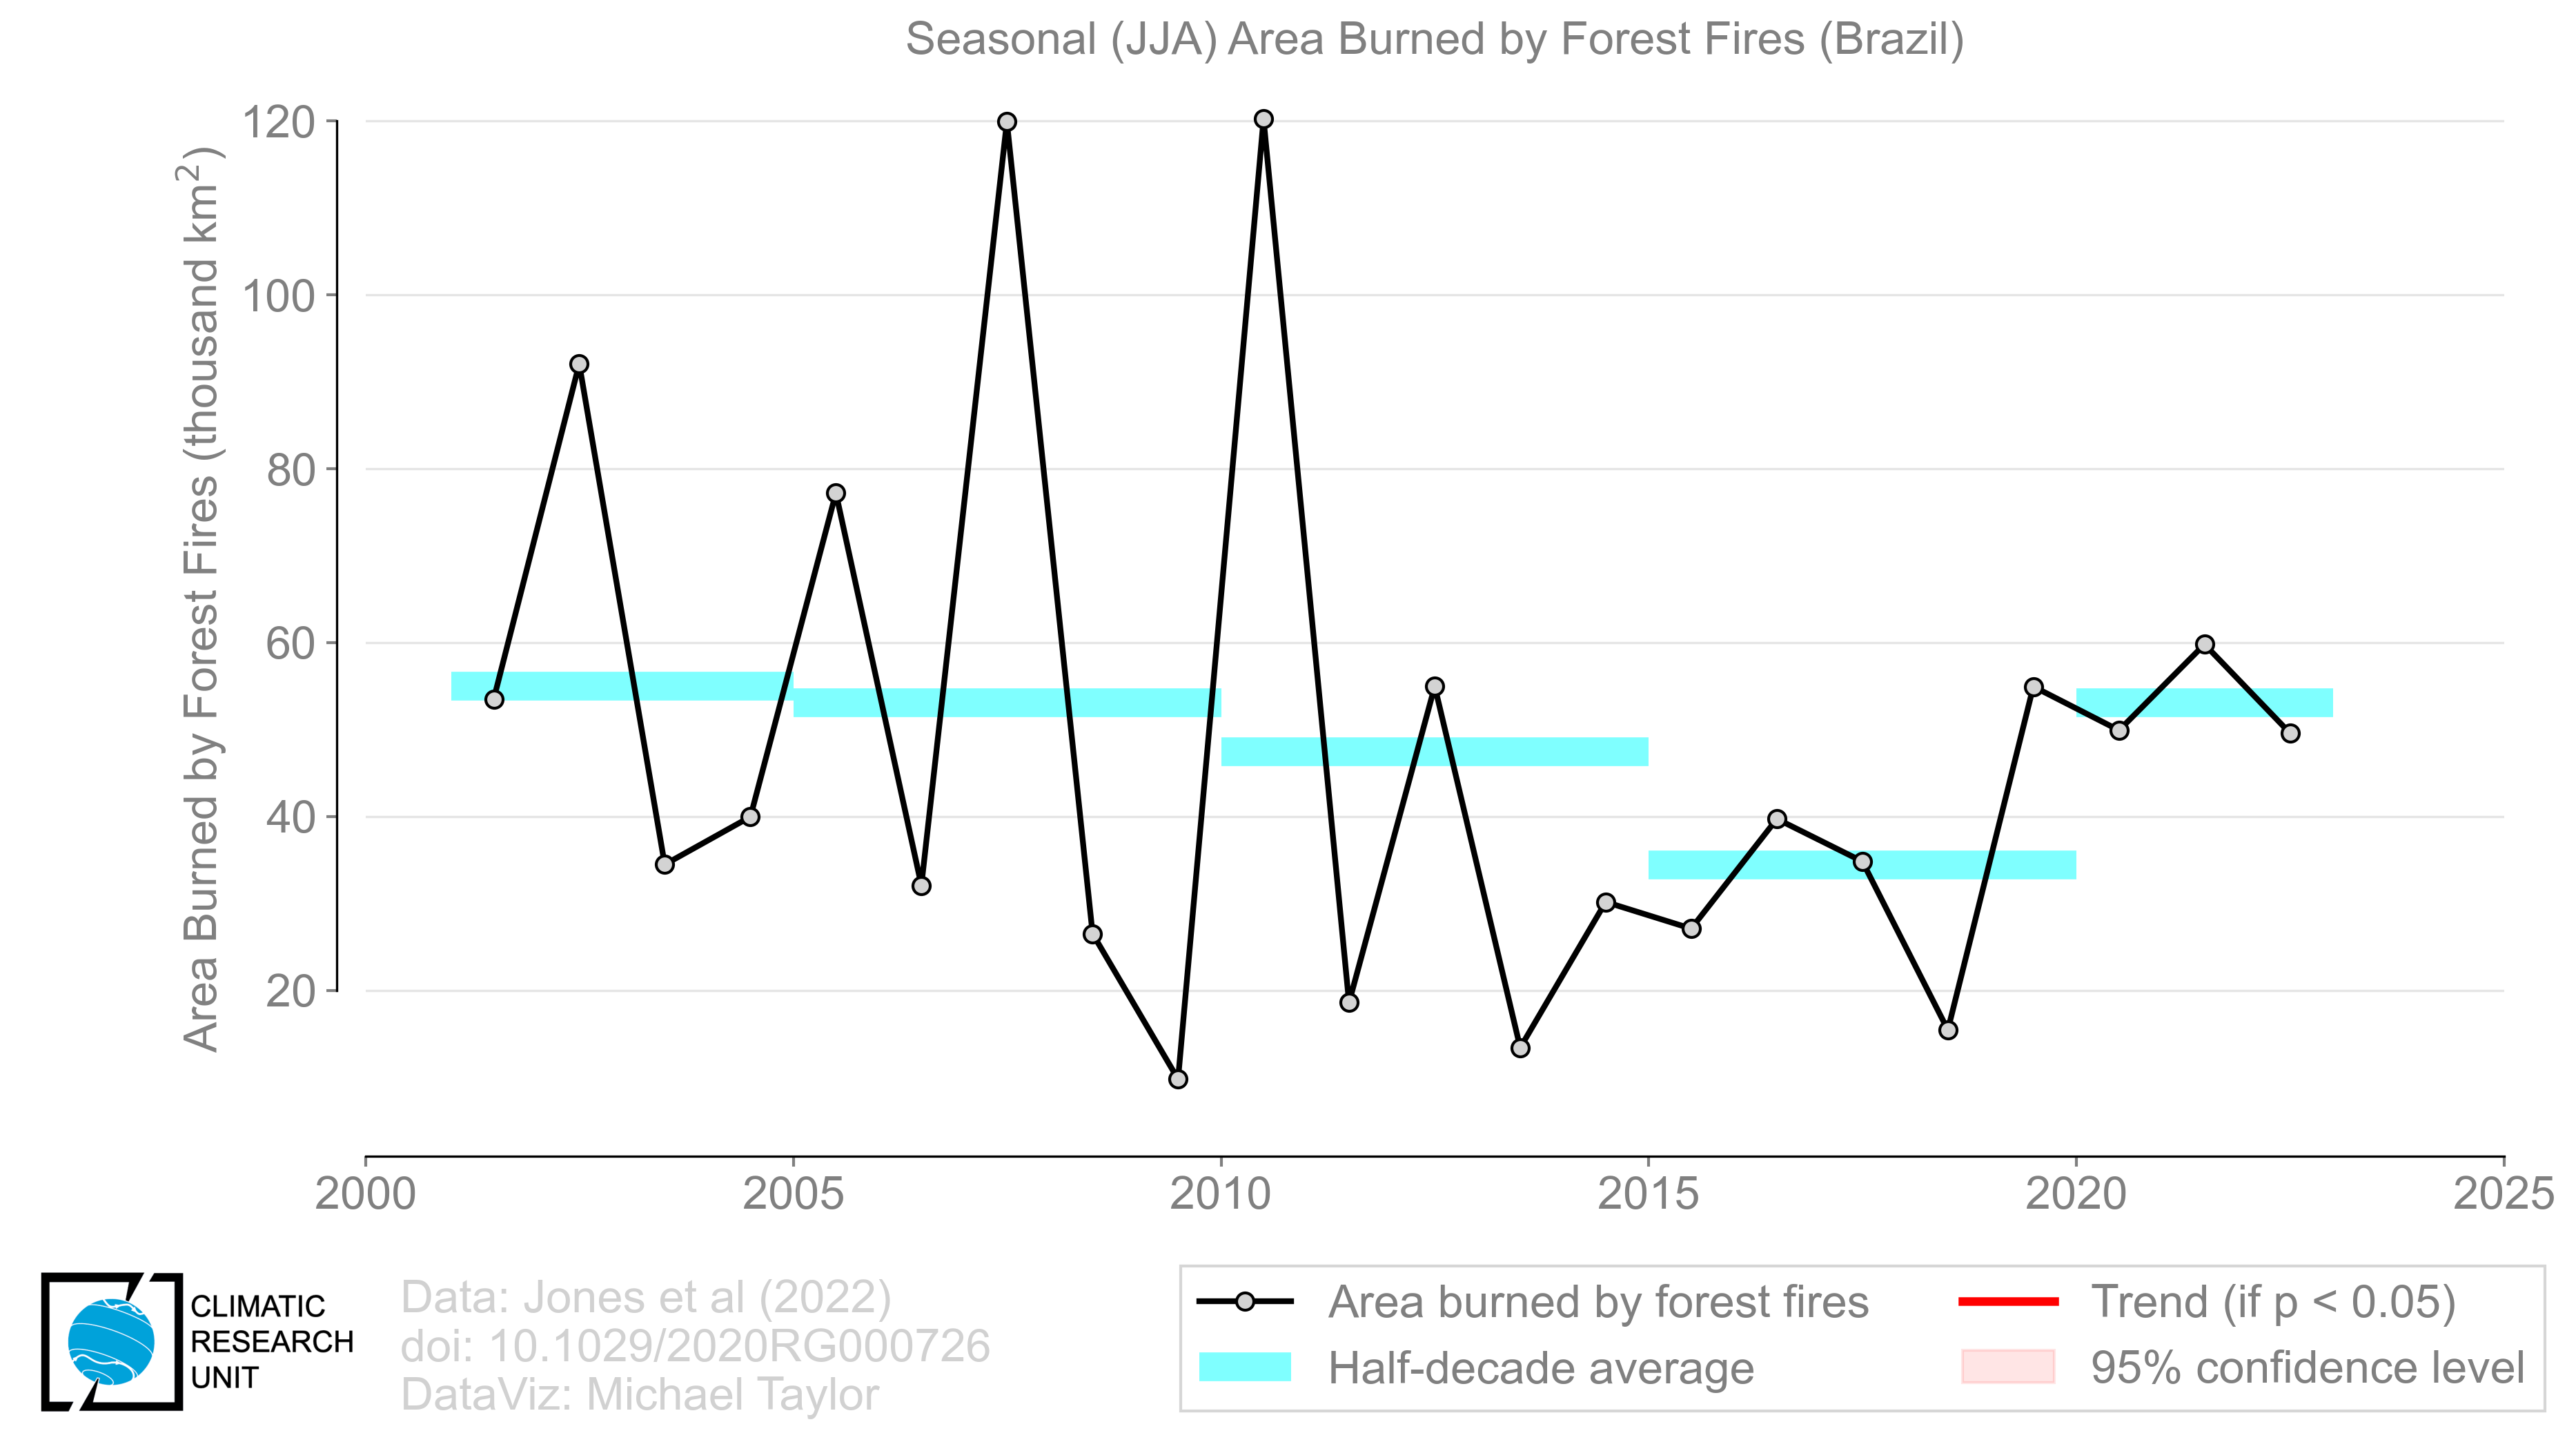 Seasonal (JJA) Area Burned by Forest Fires (Brazil)
Area Burned by Forest Fires (thousand km²)
120
100
80
60
40
20
2000
2005
2010
2015
2020
2025
CLIMATIC
RESEARCH
UNIT
Data: Jones et al (2022)
doi: 10.1029/2020RG000726
DataViz: Michael Taylor
Area burned by forest fires
Half-decade average
Trend (if p < 0.05)
95% confidence level